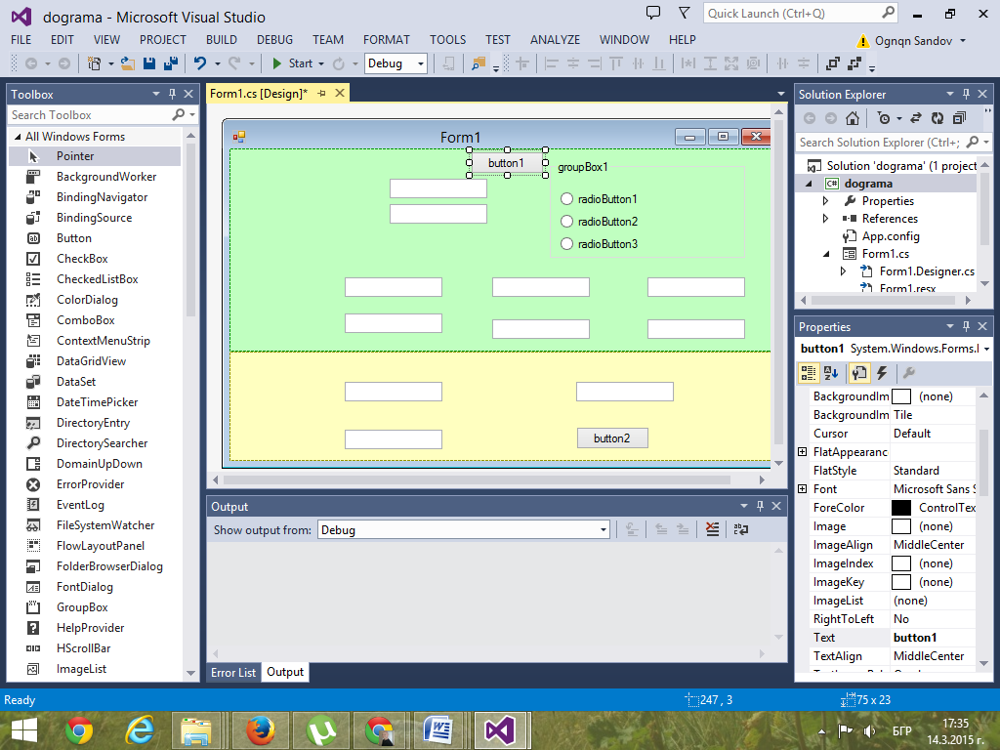 dograma - Microsoft Visual Studio
Quick Launch (Ctrl+Q)
FILE EDIT VIEW PROJECT BUILD DEBUG TEAM FORMAT TOOLS TEST ANALYZE WINDOW HELP
Ognqn Sandov
Start
Debug
Toolbox
Search Toolbox
All Windows Forms
Pointer
BackgroundWorker
BindingNavigator
BindingSource
Button
CheckBox
CheckedListBox
ColorDialog
ComboBox
ContextMenuStrip
DataGridView
DataSet
DateTimePicker
DirectoryEntry
DirectorySearcher
DomainUpDown
ErrorProvider
EventLog
FileSystemWatcher
FlowLayoutPanel
FolderBrowserDialog
FontDialog
GroupBox
HelpProvider
HScrollBar
ImageList
Form1.cs [Design]*
Form1
button1
groupBox1
radioButton1
radioButton2
radioButton3
button2
Output
Show output from: Debug
Error List Output
Solution Explorer
Search Solution Explorer (Ctrl+;
Solution 'dograma' (1 project
C# dograma
Properties
References
App.config
Form1.cs
Form1.Designer.cs
Form1.resx
Properties
button1 System.Windows.Forms.
BackgroundIm (none)
BackgroundIm Tile
Cursor Default
FlatAppearanc
FlatStyle Standard
Font Microsoft Sans S
ForeColor ControlTex
Image (none)
ImageAlign MiddleCenter
ImageIndex (none)
ImageKey (none)
ImageList (none)
RightToLeft No
Text button1
TextAlign MiddleCenter
Ready
247 , 3
75 x 23
БГР
17:35
14.3.2015 г.